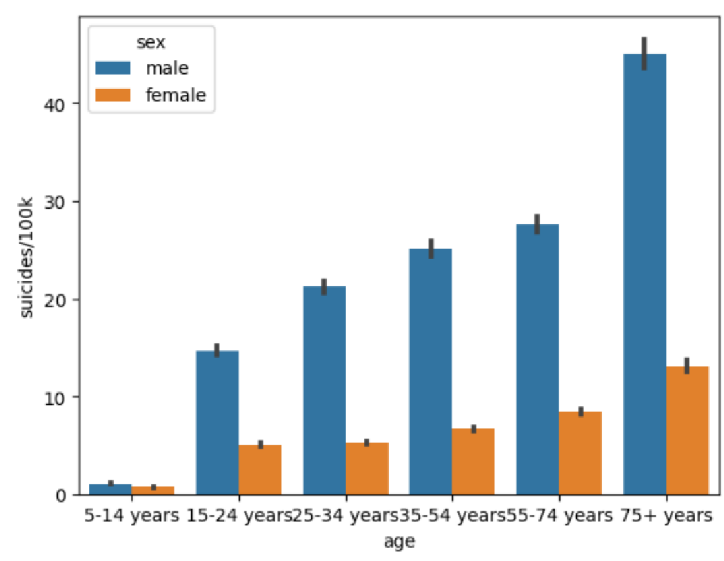 sex
male
female
suicides/100k
40
30
20
10
0
5-14 years 15-24 years 25-34 years 35-54 years 55-74 years 75+ years
age